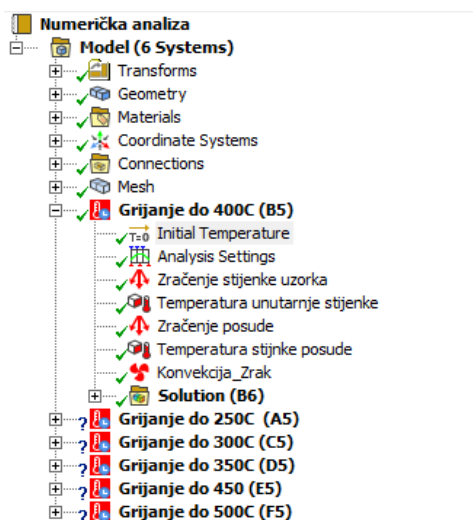 Numerička analiza
Model (6 Systems)
Transforms
Geometry
Materials
Coordinate Systems
Connections
Mesh
Grijanje do 400C (B5)
T=0 Initial Temperature
Analysis Settings
Zračenje stijenke uzorka
Temperatura unutarnje stijenke
Zračenje posude
Temperatura stijnke posude
Konvekcija_Zrak
Solution (B6)
? Grijanje do 250C (A5)
? Grijanje do 300C (C5)
? Grijanje do 350C (D5)
? Grijanje do 450 (E5)
? Grijanje do 500C (F5)